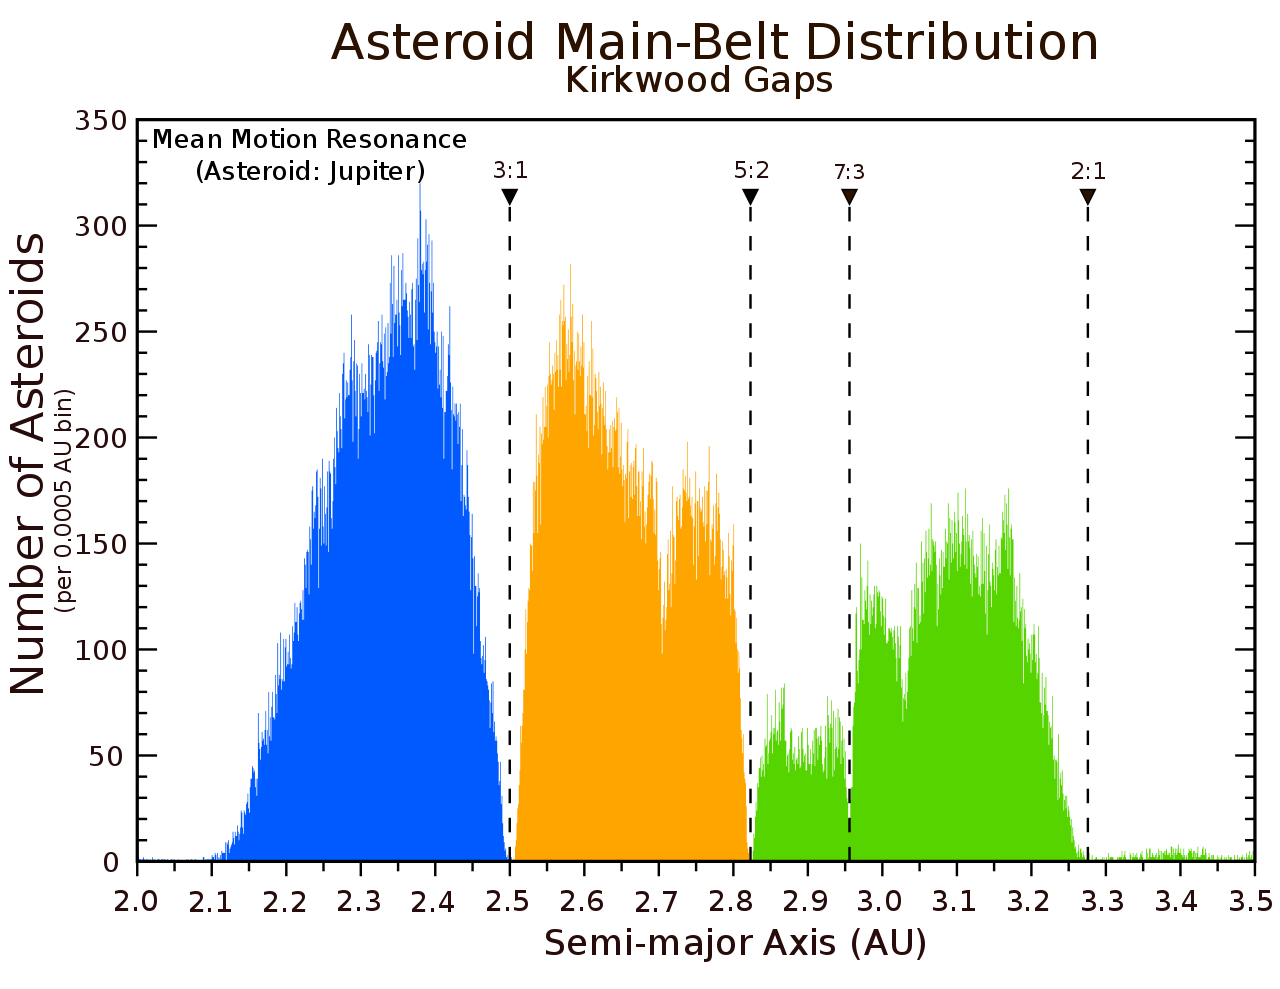 Asteroid Main-Belt Distribution
Kirkwood Gaps
Mean Motion Resonance
(Asteroid: Jupiter)
3:1
5:2
7:3
2:1
Number of Asteroids
(per 0.0005 AU bin)
350
300
250
200
150
100
50
0
2.0 2.1 2.2 2.3 2.4 2.5 2.6 2.7 2.8 2.9 3.0 3.1 3.2 3.3 3.4 3.5
Semi-major Axis (AU)